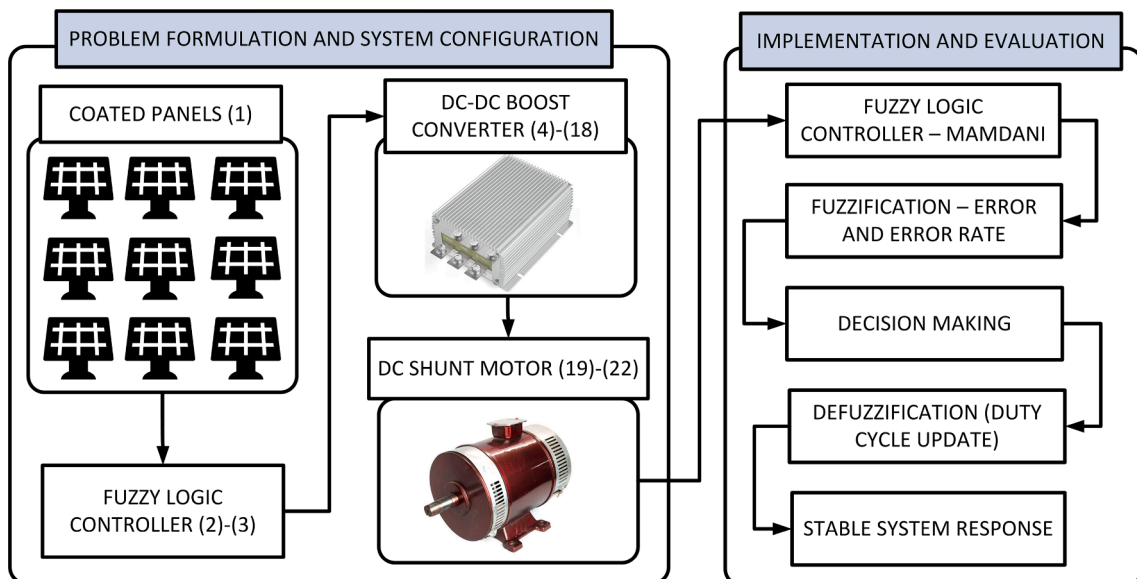 PROBLEM FORMULATION AND SYSTEM CONFIGURATION
COATED PANELS (1)
FUZZY LOGIC
CONTROLLER (2)-(3)
DC-DC BOOST
CONVERTER (4)-(18)
DC SHUNT MOTOR (19)-(22)
IMPLEMENTATION AND EVALUATION
FUZZY LOGIC
CONTROLLER – MAMDANI
FUZZIFICATION – ERROR
AND ERROR RATE
DECISION MAKING
DEFUZZIFICATION (DUTY
CYCLE UPDATE)
STABLE SYSTEM RESPONSE